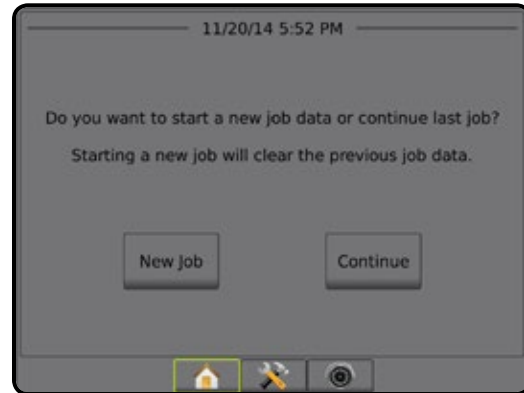 11/20/14 5:52 PM
Do you want to start a new job data or continue last job?
Starting a new job will clear the previous job data.
New Job Continue